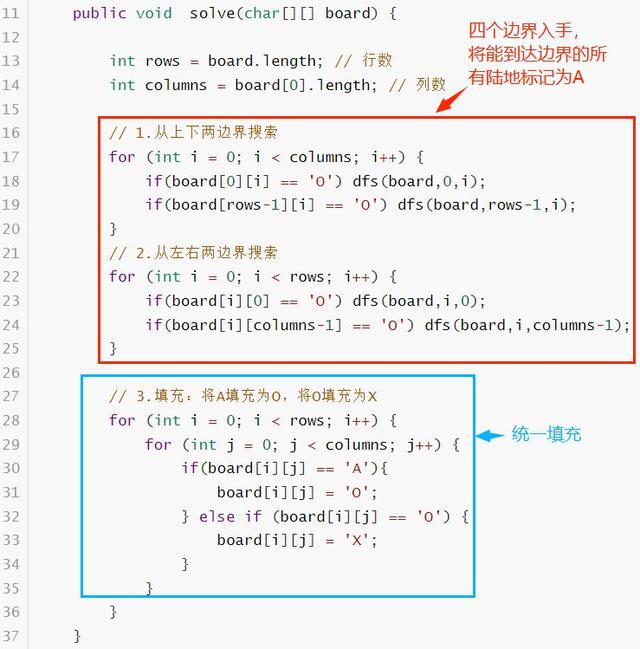 四个边界入手,
将能到达边界的所
有陆地标记为A
11 public void  solve(char[][] board) {
12
13 int rows = board.length; // 行数
14 int columns = board[0].length; // 列数
15
16 // 1.从上下两边界搜索
17 for (int i = 0; i < columns; i++) {
18 if(board[0][i] == 'O') dfs(board,0,i);
19 if(board[rows-1][i] == 'O') dfs(board,rows-1,i);
20 }
21 // 2.从左右两边界搜索
22 for (int i = 0; i < rows; i++) {
23 if(board[i][0] == 'O') dfs(board,i,0);
24 if(board[i][columns-1] == 'O') dfs(board,i,columns-1);
25 }
26
27 // 3.填充：将A填充为O，将O填充为X
28 for (int i = 0; i < rows; i++) {
29 for (int j = 0; j < columns; j++) {
30 if(board[i][j] == 'A'){
31 board[i][j] = 'O';
32 } else if (board[i][j] == 'O') {
33 board[i][j] = 'X';
34 }
35 }
36 }
37 }
统一填充